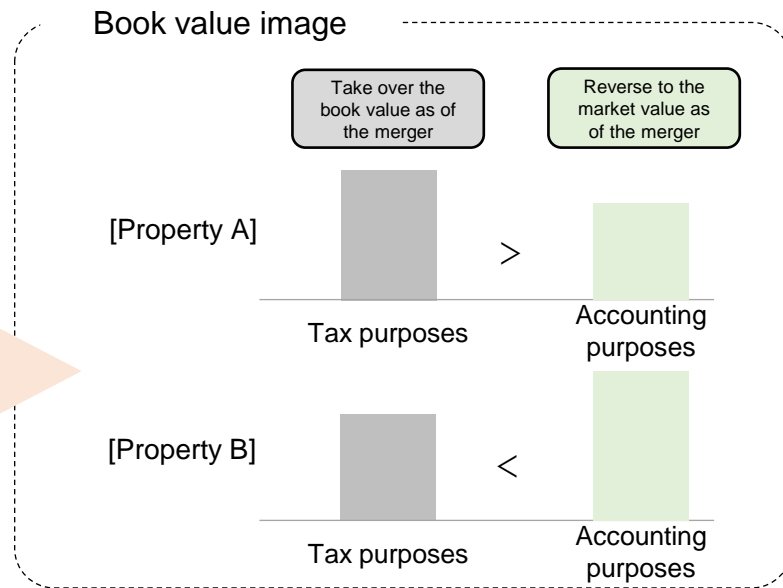 Book value image
Take over the
book value as of
the merger
Reverse to the
market value as
of the merger
[Property A]
>
Tax purposes
Accounting
purposes
[Property B]
<
Tax purposes
Accounting
purposes